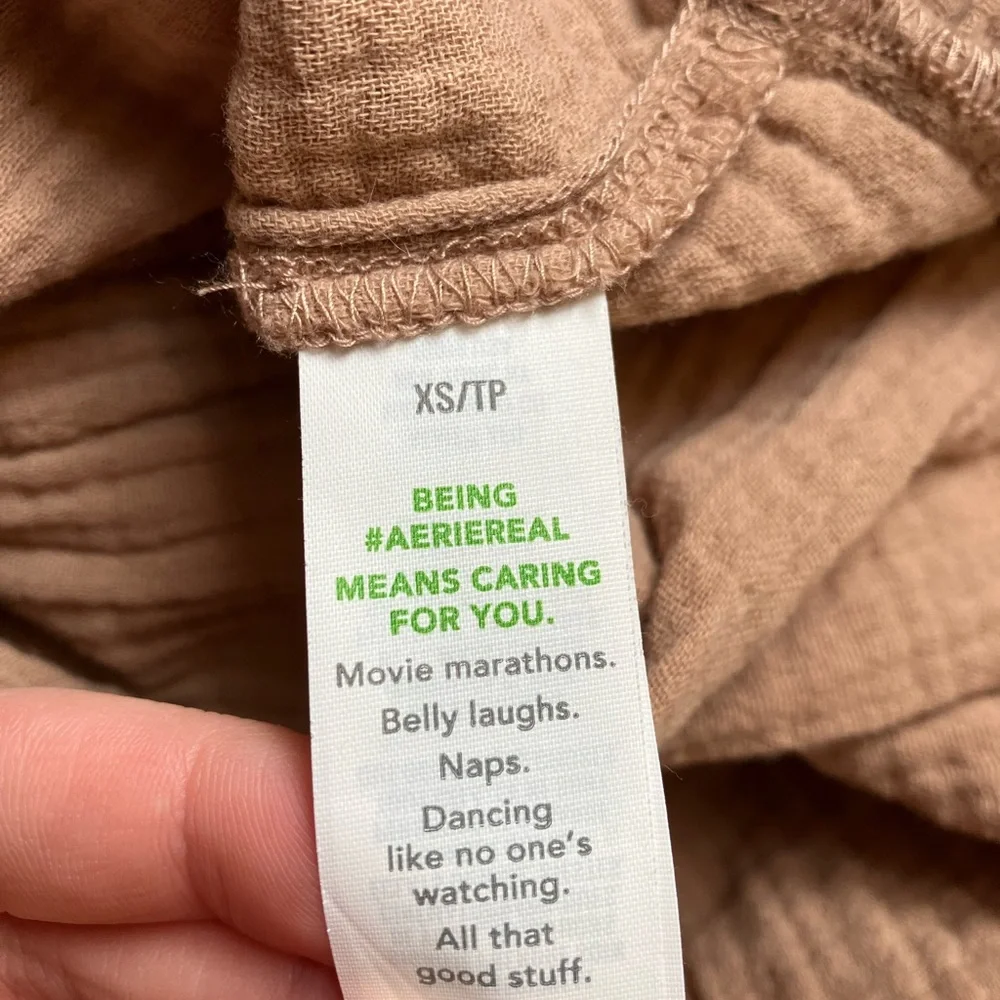 XS/TP
BEING
#AERIEREAL
MEANS CARING
FOR YOU.
Movie marathons.
Belly laughs.
Naps.
Dancing
like no one's
watching.
All that
good stuff.